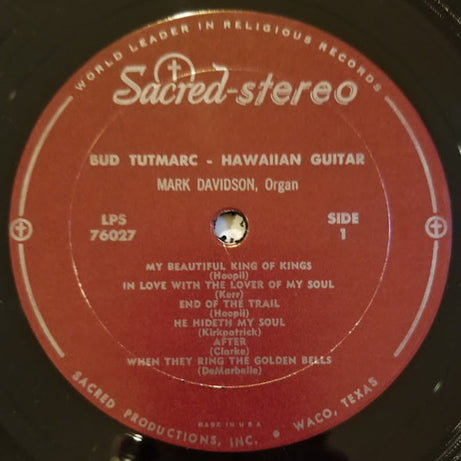 WORLD LEADER IN RELIGIOUS RECORDS
Sacred-stereo
BUD TUTMARC - HAWAIIAN GUITAR
MARK DAVIDSON, Organ
LPS 76027
SIDE 1
MY BEAUTIFUL KING OF KINGS
(Hoopii)
IN LOVE WITH THE LOVER OF MY SOUL
(Kerr)
END OF THE TRAIL
(Hoopii)
HE HIDETH MY SOUL
(Kirkpatrick)
AFTER
(Clarke)
WHEN THEY RING THE GOLDEN BELLS
(DeMarbelle)
MADE IN U S A
SACRED PRODUCTIONS, INC. • WACO, TEXAS